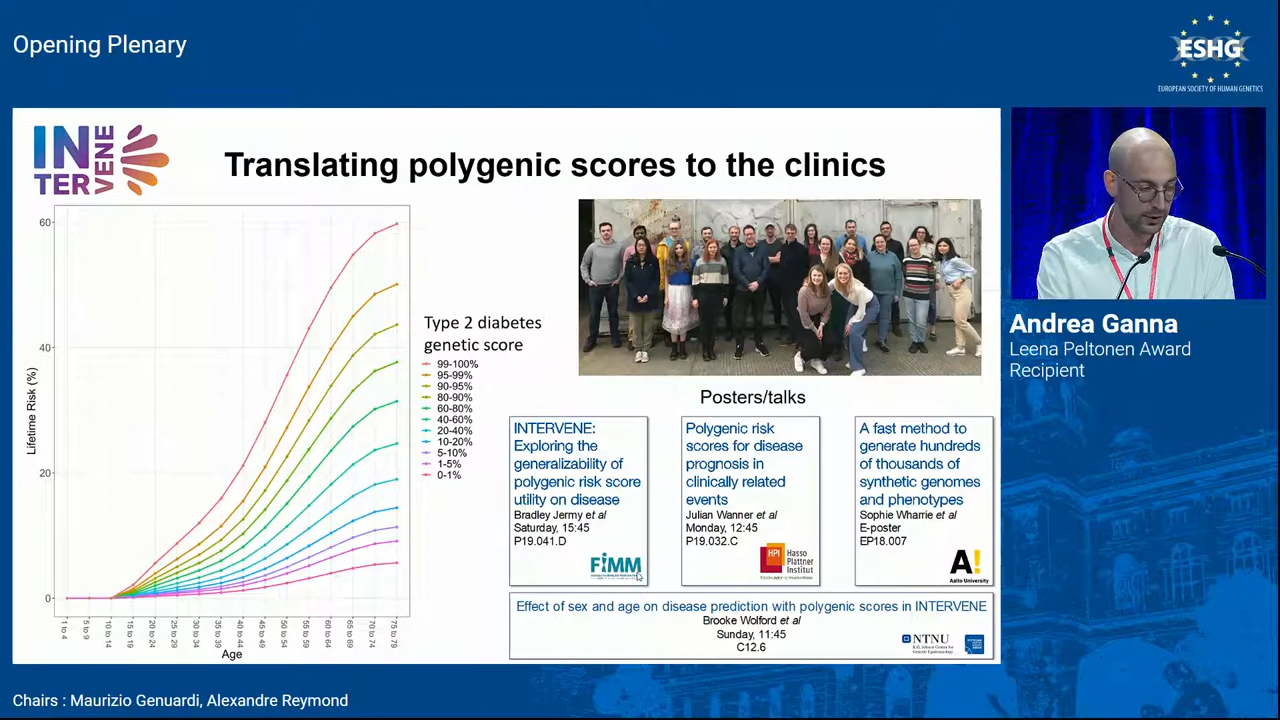 Opening Plenary
ESHG
EUROPEAN SOCIETY OF HUMAN GENETICS
INTERVENE
Translating polygenic scores to the clinics
60
40
20
0
Lifetime Risk (%)
1 to 4
5 to 9
10 to 14
15 to 19
20 to 24
25 to 29
30 to 34
35 to 39
40 to 44
45 to 49
50 to 54
55 to 59
60 to 64
65 to 69
70 to 74
75 to 79
Age
Type 2 diabetes
genetic score
99-100%
95-99%
90-95%
80-90%
60-80%
40-60%
20-40%
10-20%
5-10%
1-5%
0-1%
Posters/talks
INTERVENE:
Exploring the
generalizability of
polygenic risk score
utility on disease
Bradley Jermy et al
Saturday, 15:45
P19.041.D
FIMM
Polygenic risk
scores for disease
prognosis in
clinically related
events
Julian Wanner et al
Monday, 12:45
P19.032.C
HPI
Hasso
Plattner
Institut
A fast method to
generate hundreds
of thousands of
synthetic genomes
and phenotypes
Sophie Wharrie et al
E-poster
EP18.007
A!
Aalto University
Effect of sex and age on disease prediction with polygenic scores in INTERVENE
Brooke Wolford et al
Sunday, 11:45
C12.6
NTNU
K.G. Jebsen Center for
Genetic Epidemiology
Andrea Ganna
Leena Peltonen Award
Recipient
Chairs : Maurizio Genuardi, Alexandre Reymond